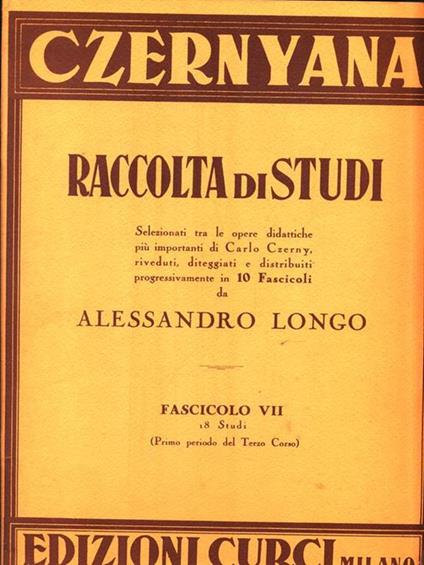 CZERNYANA
RACCOLTA DI STUDI
Selezionati tra le opere didattiche
più importanti di Carlo Czerny,
riveduti, diteggiati e distribuiti
progressivamente in 10 Fascicoli
da
ALESSANDRO LONGO
FASCICOLO VII
18 Studi
(Primo periodo del Terzo Corso)
EDIZIONI CURCI MILANO